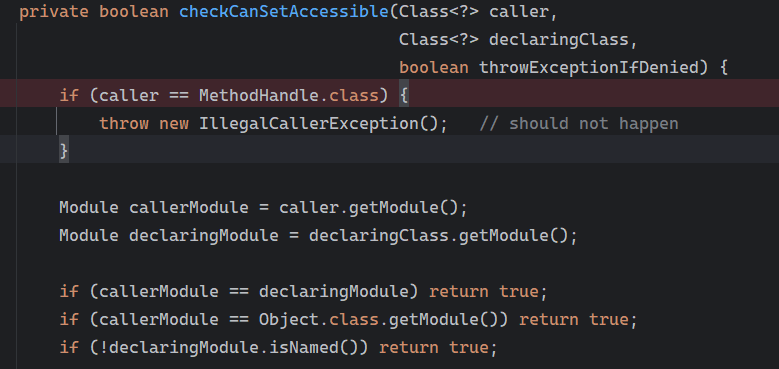 private boolean checkCanSetAccessible(Class<?> caller,
                                      Class<?> declaringClass,
                                      boolean throwExceptionIfDenied) {
    if (caller == MethodHandle.class) {
        throw new IllegalCallerException();   // should not happen
    }

    Module callerModule = caller.getModule();
    Module declaringModule = declaringClass.getModule();

    if (callerModule == declaringModule) return true;
    if (callerModule == Object.class.getModule()) return true;
    if (!declaringModule.isNamed()) return true;